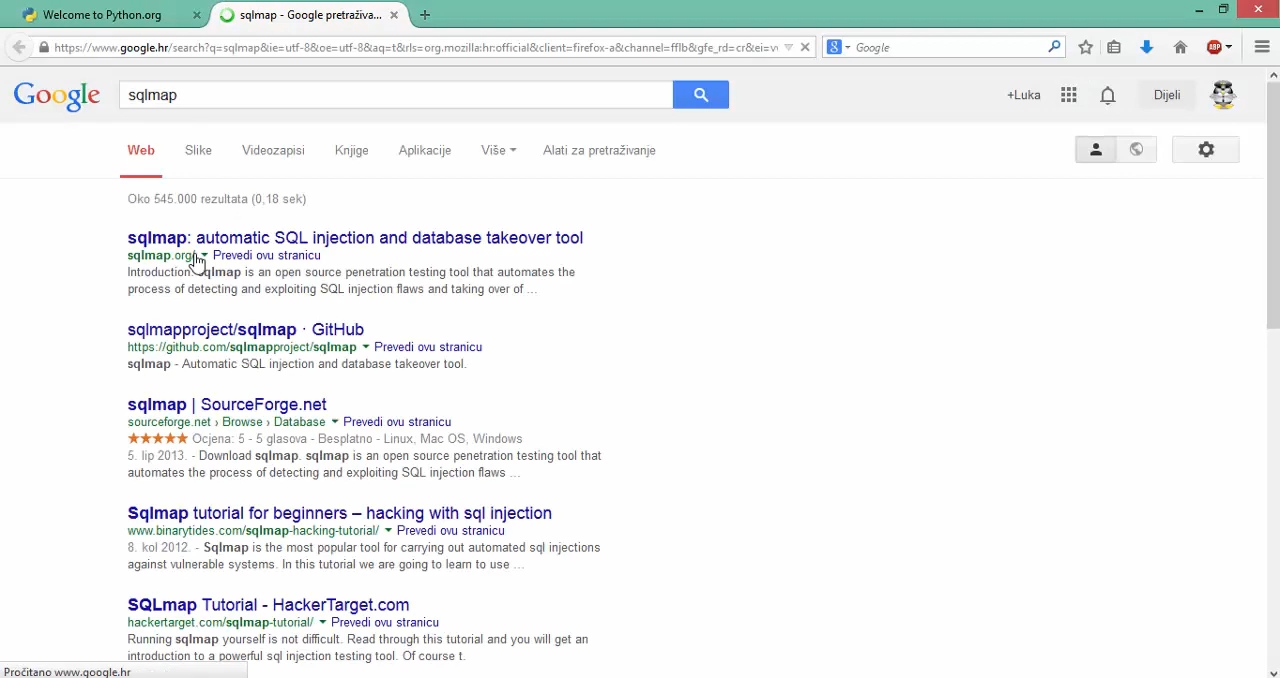 Welcome to Python.org
sqlmap - Google pretraživa...
https://www.google.hr/search?q=sqlmap&ie=utf-8&oe=utf-8&aq=t&rls=org.mozilla:hr:official&client=firefox-a&channel=fflb&gfe_rd=cr&ei=v
Google
Google
sqlmap
+Luka
Dijeli
Web
Slike
Videozapisi
Knjige
Aplikacije
Više
Alati za pretraživanje
Oko 545.000 rezultata (0,18 sek)
sqlmap: automatic SQL injection and database takeover tool
sqlmap.org/ Prevedi ovu stranicu
Introduction. sqlmap is an open source penetration testing tool that automates the
process of detecting and exploiting SQL injection flaws and taking over of ...
sqlmapproject/sqlmap · GitHub
https://github.com/sqlmapproject/sqlmap Prevedi ovu stranicu
sqlmap - Automatic SQL injection and database takeover tool.
sqlmap | SourceForge.net
sourceforge.net › Browse › Database Prevedi ovu stranicu
Ocjena: 5 - 5 glasova - Besplatno - Linux, Mac OS, Windows
5. lip 2013. - Download sqlmap. sqlmap is an open source penetration testing tool that
automates the process of detecting and exploiting SQL injection flaws ...
Sqlmap tutorial for beginners – hacking with sql injection
www.binarytides.com/sqlmap-hacking-tutorial/ Prevedi ovu stranicu
8. kol 2012. - Sqlmap is the most popular tool for carrying out automated sql injections
against vulnerable systems. In this tutorial we are going to learn to use ...
SQLmap Tutorial - HackerTarget.com
hackertarget.com/sqlmap-tutorial/ Prevedi ovu stranicu
Running sqlmap yourself is not difficult. Read through this tutorial and you will get an
introduction to a powerful sql injection testing tool. Of course t.
Pročitano www.google.hr